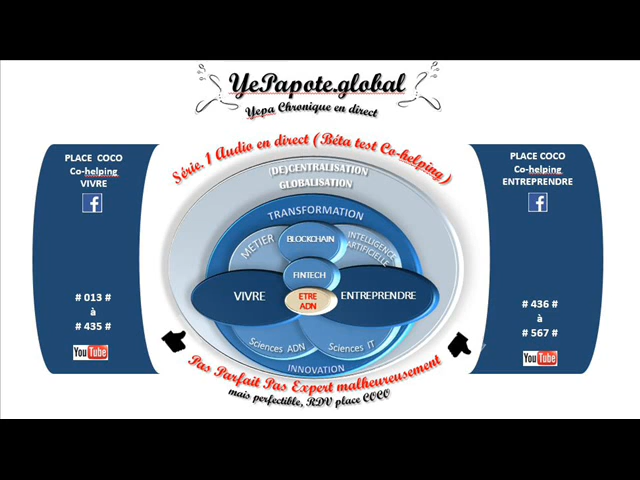 YePapote.global
Yepa Chronique en direct
Série, 1 Audio en direct (Béta test Co-helping)
PLACE COCO
Co-helping
VIVRE
# 013 #
à
# 435 #
YouTube
(DE)CENTRALISATION
GLOBALISATION
TRANSFORMATION
METIER
BLOCKCHAIN
INTELLIGENCE
ARTIFICIELLE
FINTECH
VIVRE
ETRE
ADN
ENTREPRENDRE
Sciences ADN
Sciences IT
INNOVATION
PLACE COCO
Co-helping
ENTREPRENDRE
# 436 #
à
# 567 #
YouTube
Pas Parfait Pas Expert malheureusement
mais perfectible, RDV place COCO